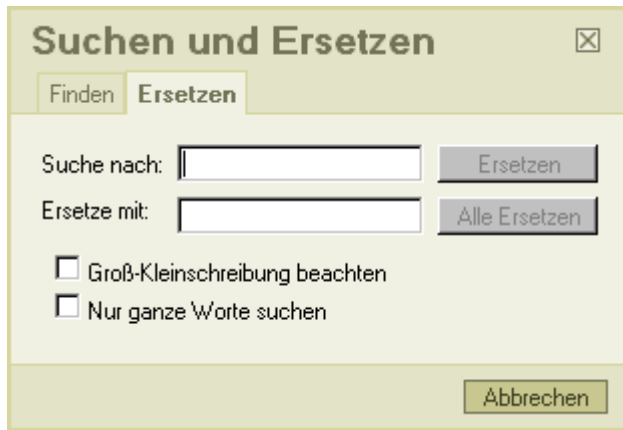 Suchen und Ersetzen
Finden Ersetzen
Suche nach: Ersetzen
Ersetze mit: Alle Ersetzen
Groß-Kleinschreibung beachten
Nur ganze Worte suchen
Abbrechen